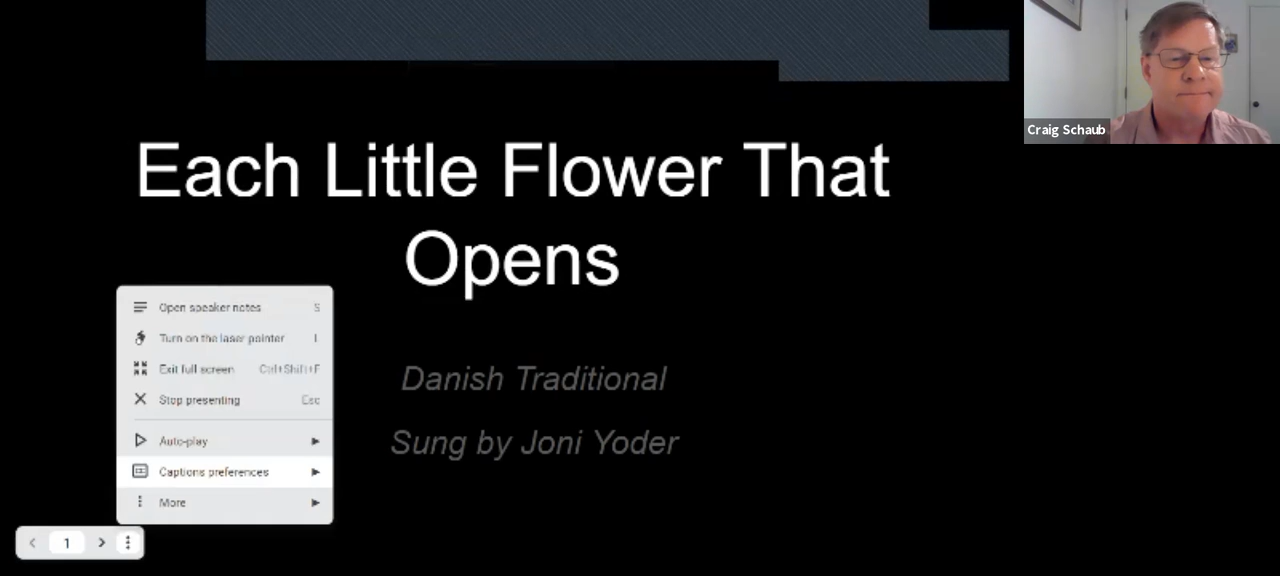 Craig Schaub
Each Little Flower That
Opens
Danish Traditional
Sung by Joni Yoder
Open speaker notes S
Turn on the laser pointer L
Exit full screen Ctrl+Shift+F
Stop presenting Esc
Auto-play
Captions preferences
More
1